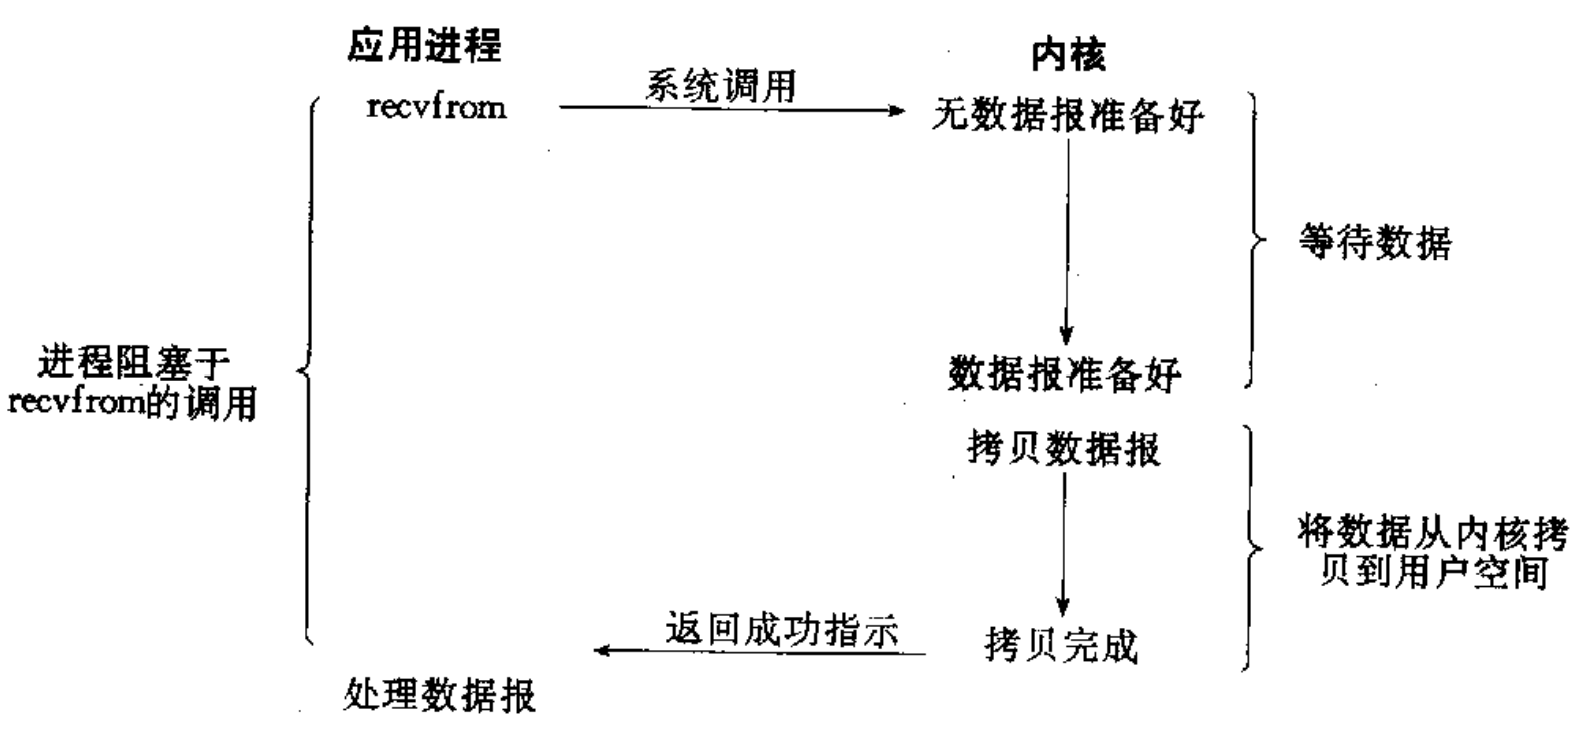 应用进程
内核
recvfrom
系统调用
无数据报准备好
等待数据
进程阻塞于
recvfrom的调用
数据报准备好
拷贝数据报
将数据从内核拷
贝到用户空间
返回成功指示
拷贝完成
处理数据报